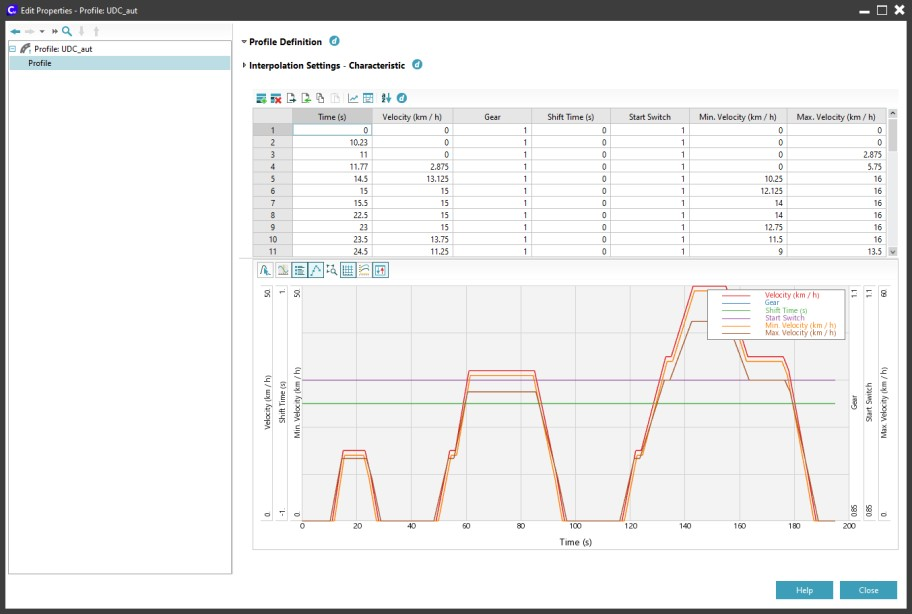 Edit Properties - Profile: UDC_aut
Profile: UDC_aut
Profile
Profile Definition
Interpolation Settings - Characteristic
Time (s) Velocity (km / h) Gear Shift Time (s) Start Switch Min. Velocity (km / h) Max. Velocity (km / h)
1 0 0 1 0 1 0 0
2 10.23 0 1 0 1 0 0
3 11 0 1 0 1 0 2.875
4 11.77 2.875 1 0 1 0 5.75
5 14.5 13.125 1 0 1 10.25 16
6 15 15 1 0 1 12.125 16
7 15.5 15 1 0 1 14 16
8 22.5 15 1 0 1 14 16
9 23 15 1 0 1 12.75 16
10 23.5 13.75 1 0 1 11.5 16
11 24.5 11.25 1 0 1 9 13.5
50. 1. 50. 1.1 1.1 60
Velocity (km / h)
Shift Time (s)
Min. Velocity (km / h)
0. -1. 0.
Velocity (km / h)
Gear
Shift Time (s)
Start Switch
Min. Velocity (km / h)
Max. Velocity (km / h)
Gear
Start Switch
Max. Velocity (km / h)
0.85 0.85 0.
0 20 40 60 80 100 120 140 160 180 200
Time (s)
Help Close